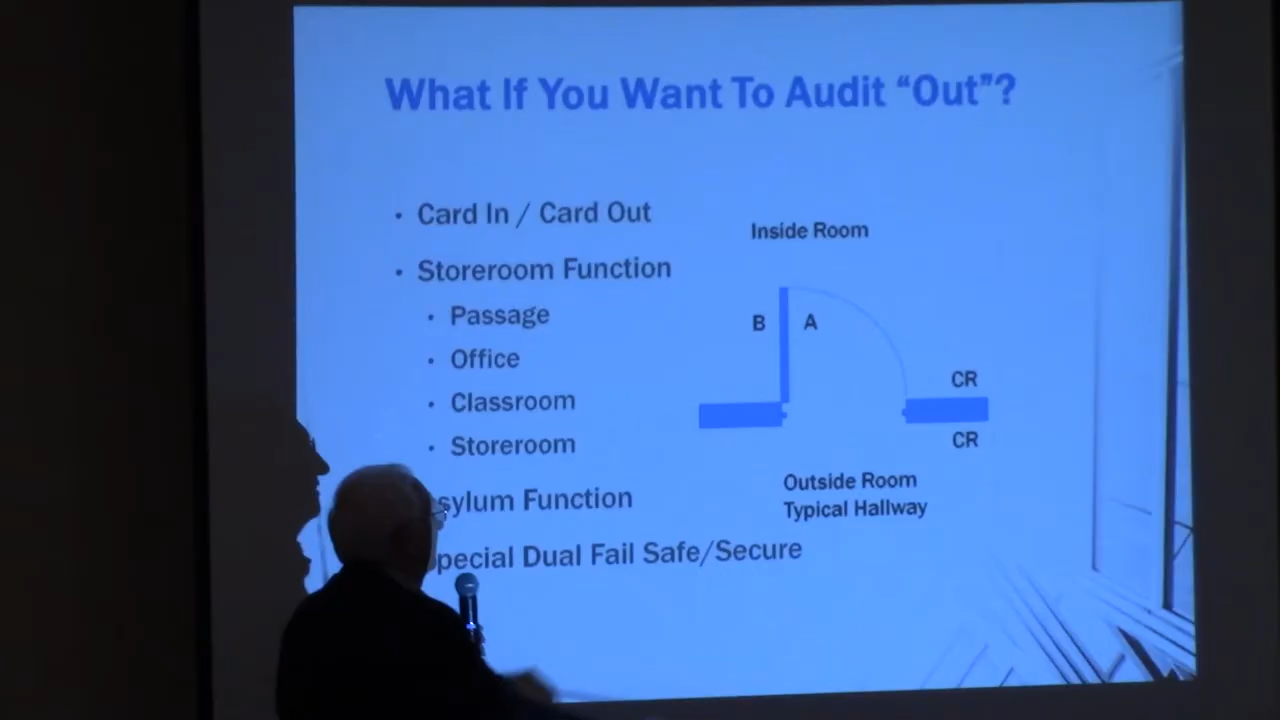 What If You Want To Audit “Out”?
• Card In / Card Out
• Storeroom Function
• Passage
• Office
• Classroom
• Storeroom
sylum Function
pecial Dual Fail Safe/Secure
Inside Room
B A
CR
CR
Outside Room
Typical Hallway